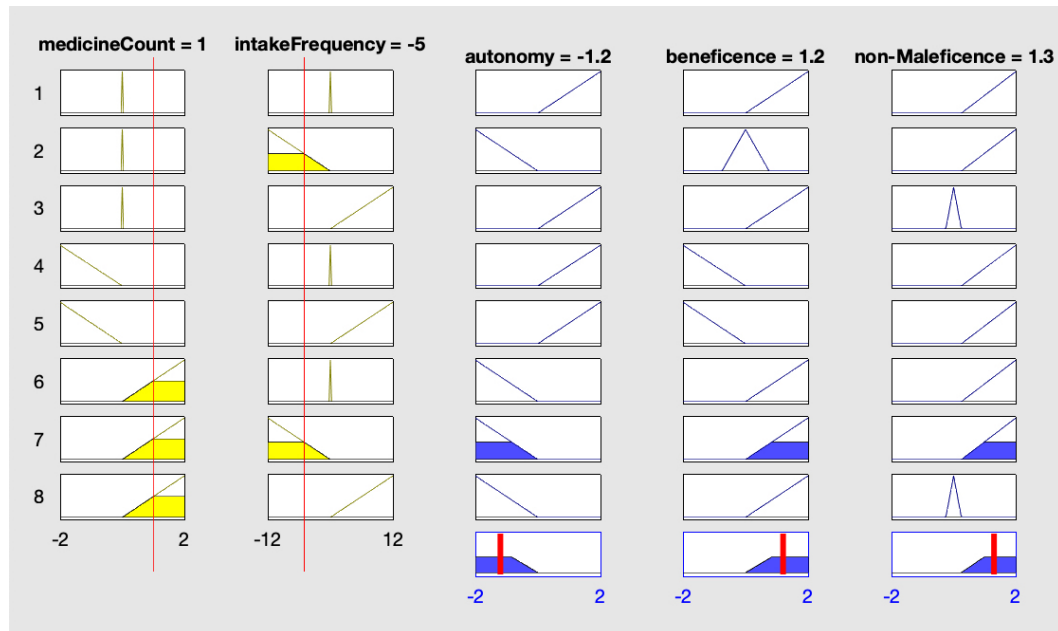 medicineCount = 1 intakeFrequency = -5
autonomy = -1.2 beneficence = 1.2 non-Maleficence = 1.3
1
2
3
4
5
6
7
8
-2 2 -12 12
-2 2 -2 2 -2 2